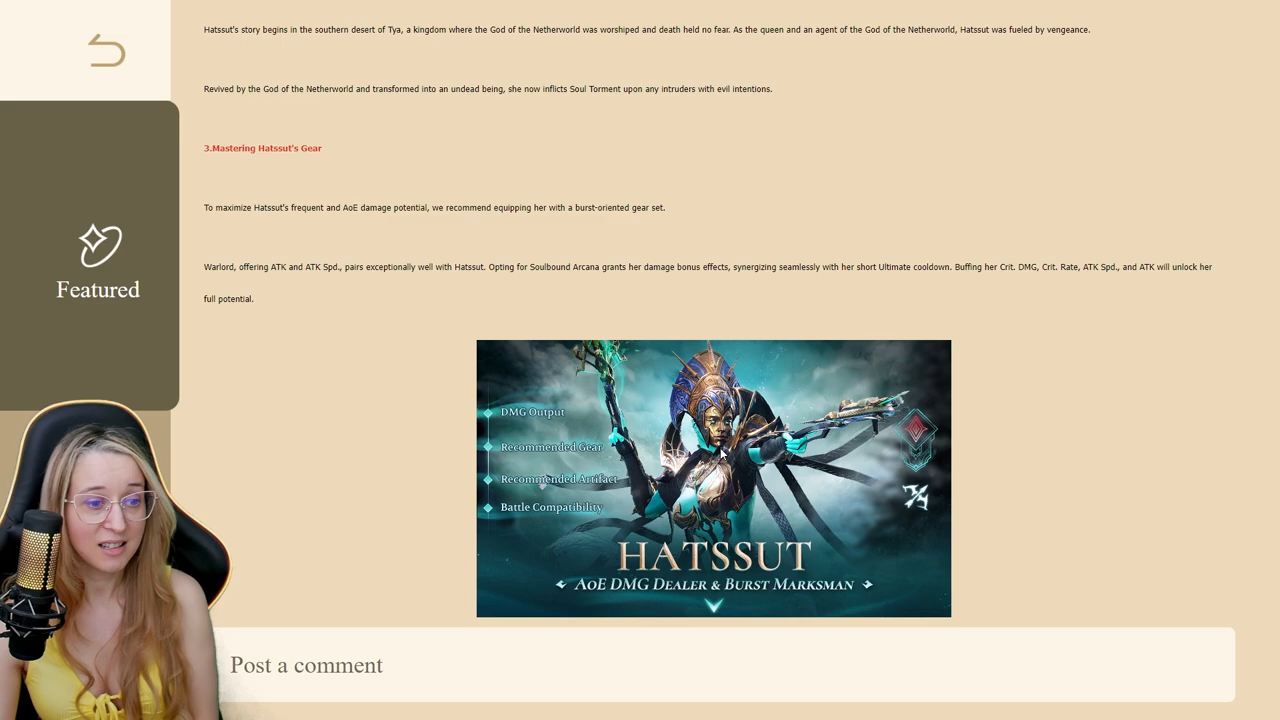 Hatssut's story begins in the southern desert of Tya, a kingdom where the God of the Netherworld was worshiped and death held no fear. As the queen and an agent of the God of the Netherworld, Hatssut was fueled by vengeance.
Revived by the God of the Netherworld and transformed into an undead being, she now inflicts Soul Torment upon any intruders with evil intentions.
3.Mastering Hatssut's Gear
To maximize Hatssut's frequent and AoE damage potential, we recommend equipping her with a burst-oriented gear set.
Warlord, offering ATK and ATK Spd., pairs exceptionally well with Hatssut. Opting for Soulbound Arcana grants her damage bonus effects, synergizing seamlessly with her short Ultimate cooldown. Buffing her Crit. DMG, Crit. Rate, ATK Spd., and ATK will unlock her
full potential.
Featured
DMG Output
Recommended Gear
Recommended Artifact
Battle Compatibility
HATSSUT
AOE DMG DEALER & BURST MARKSMAN
Post a comment